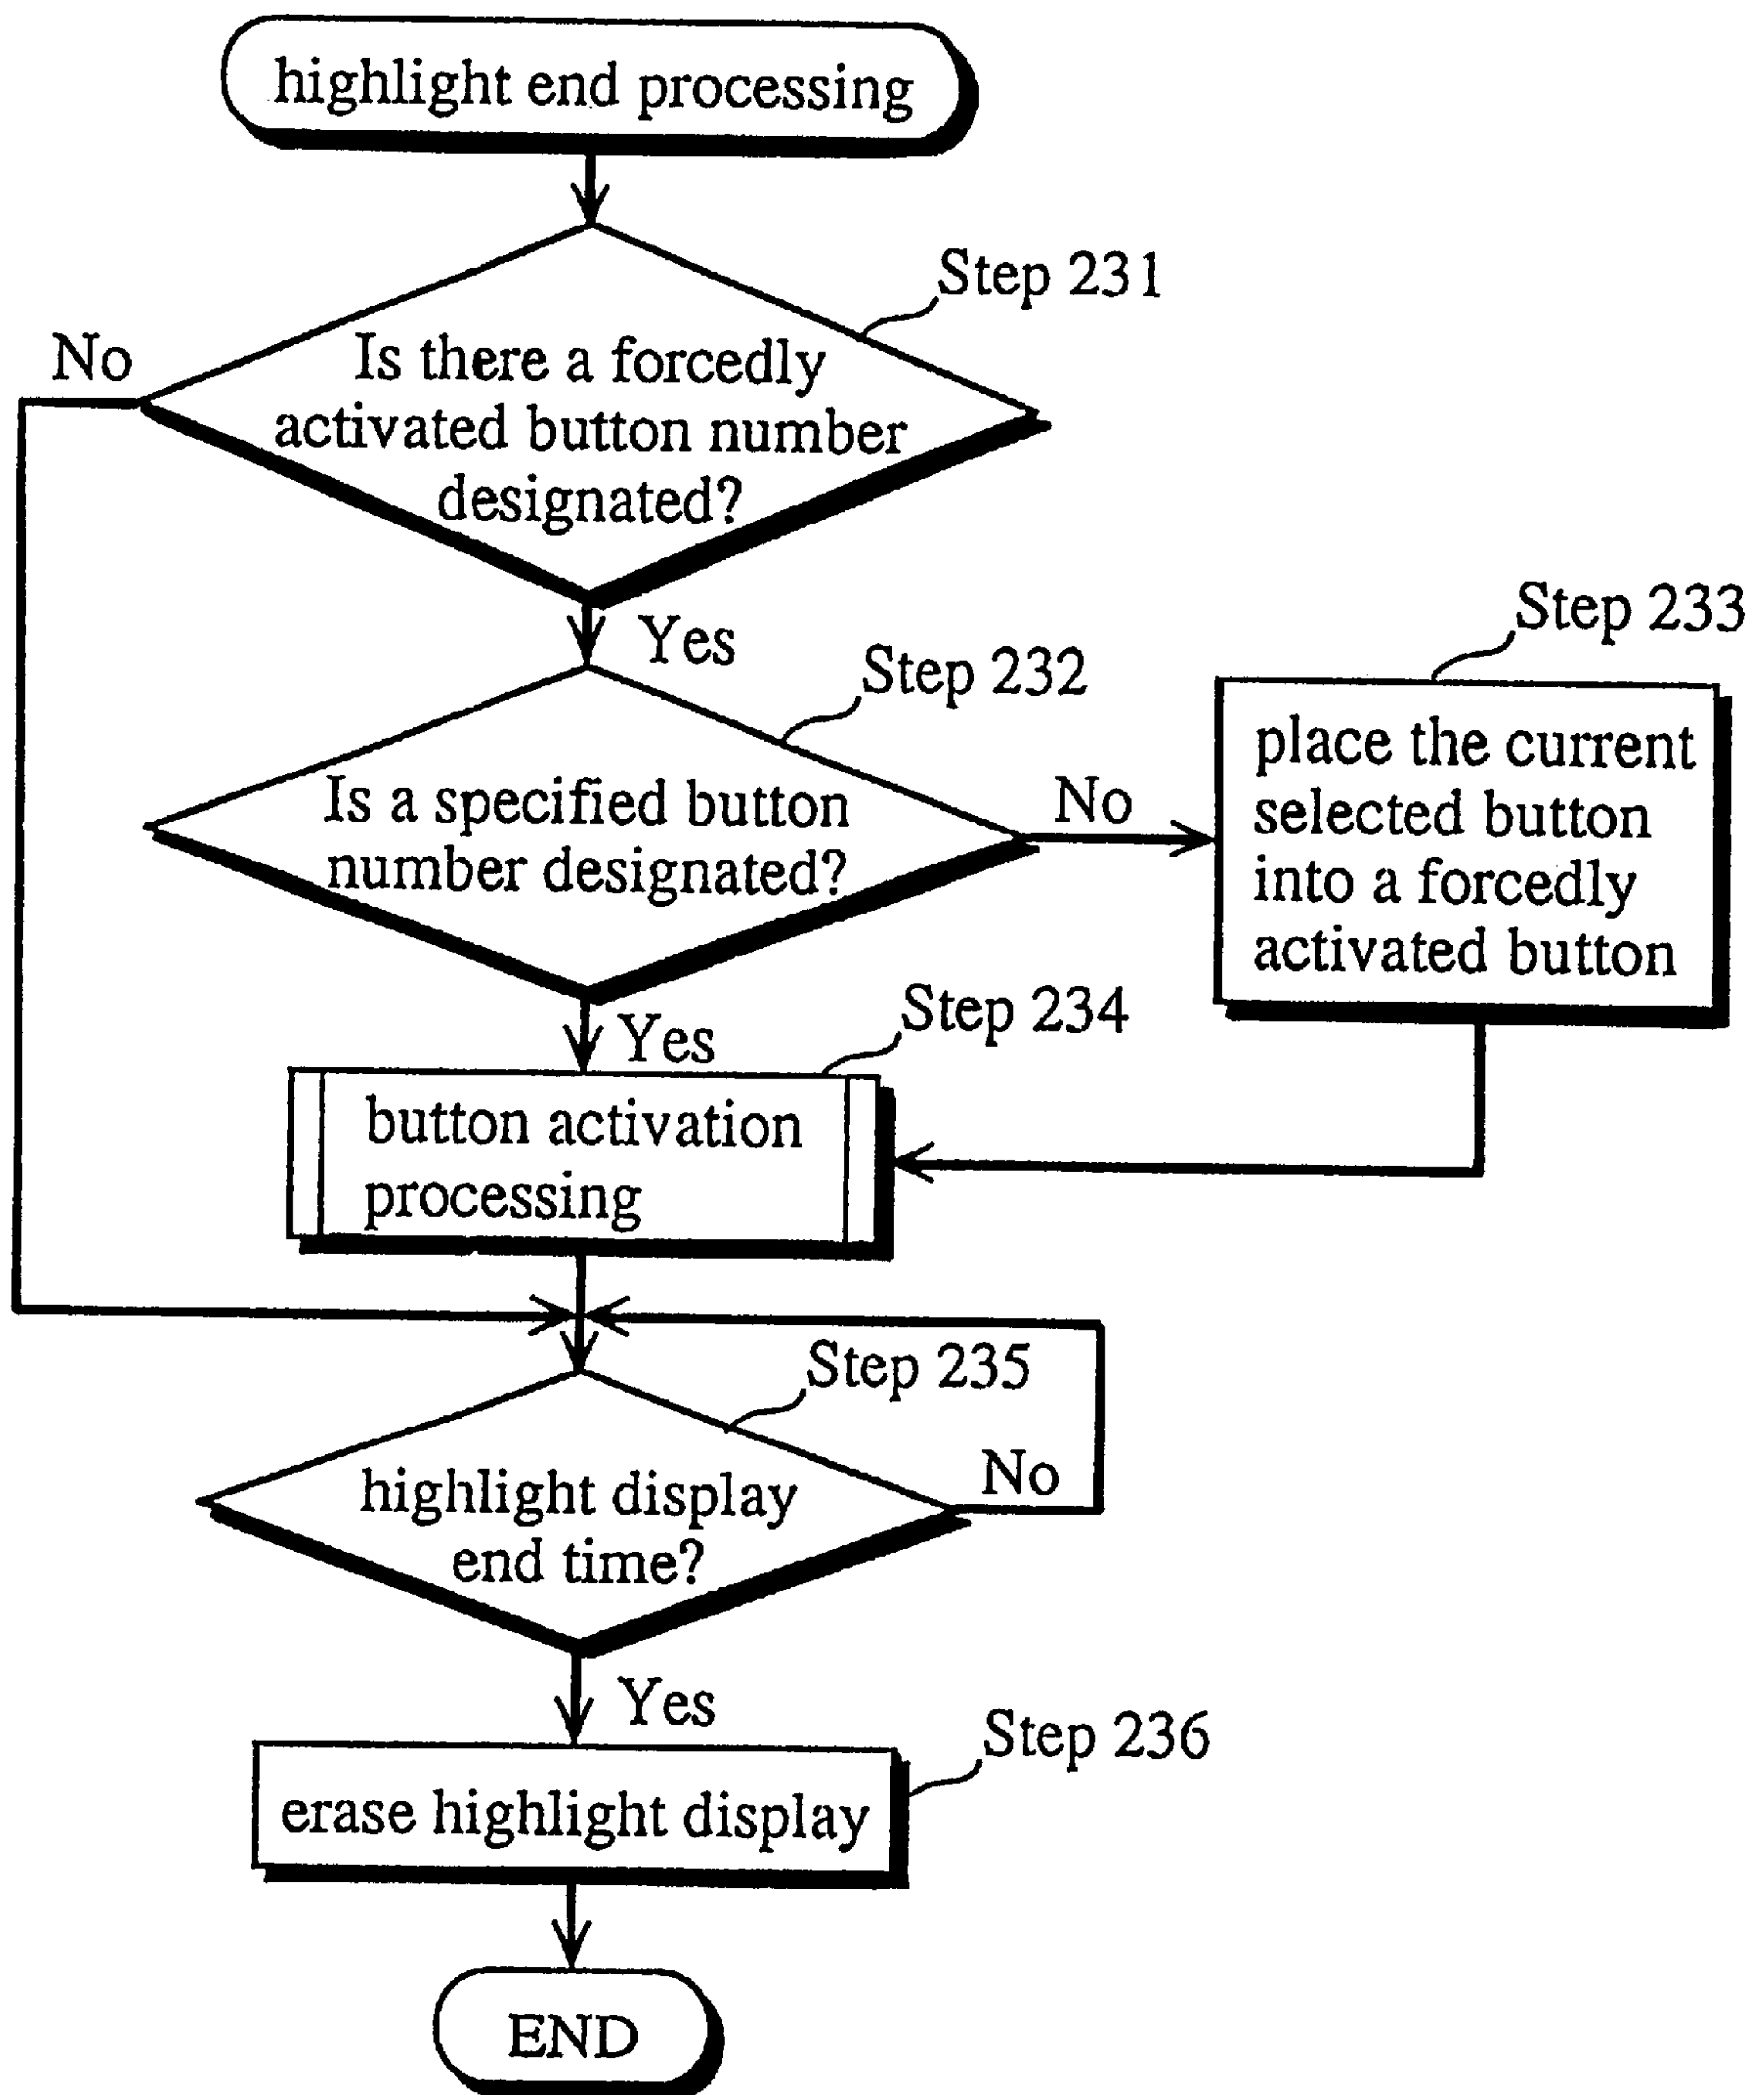 highlight end processing
Step 231
No
Is there a forcedly
activated button number
designated?
Yes
Step 232
Step 233
Is a specified button
number designated?
No
place the current
selected button
into a forcedly
activated button
Yes
Step 234
button activation
processing
Step 235
highlight display
end time?
No
Yes
Step 236
erase highlight display
END